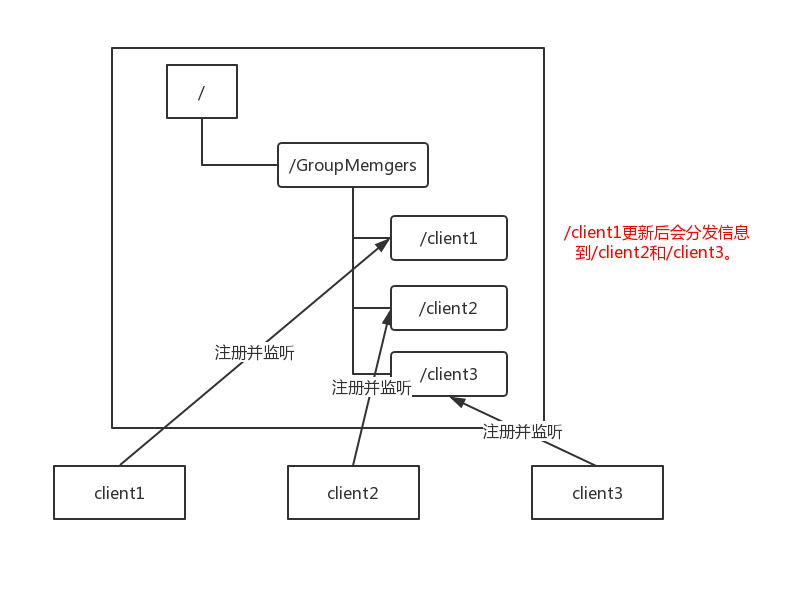 /
/GroupMemgers
/client1
/client1更新后会分发信息
到/client2和/client3。
/client2
注册并监听
/client3
注册并监听
注册并监听
client1
client2
client3